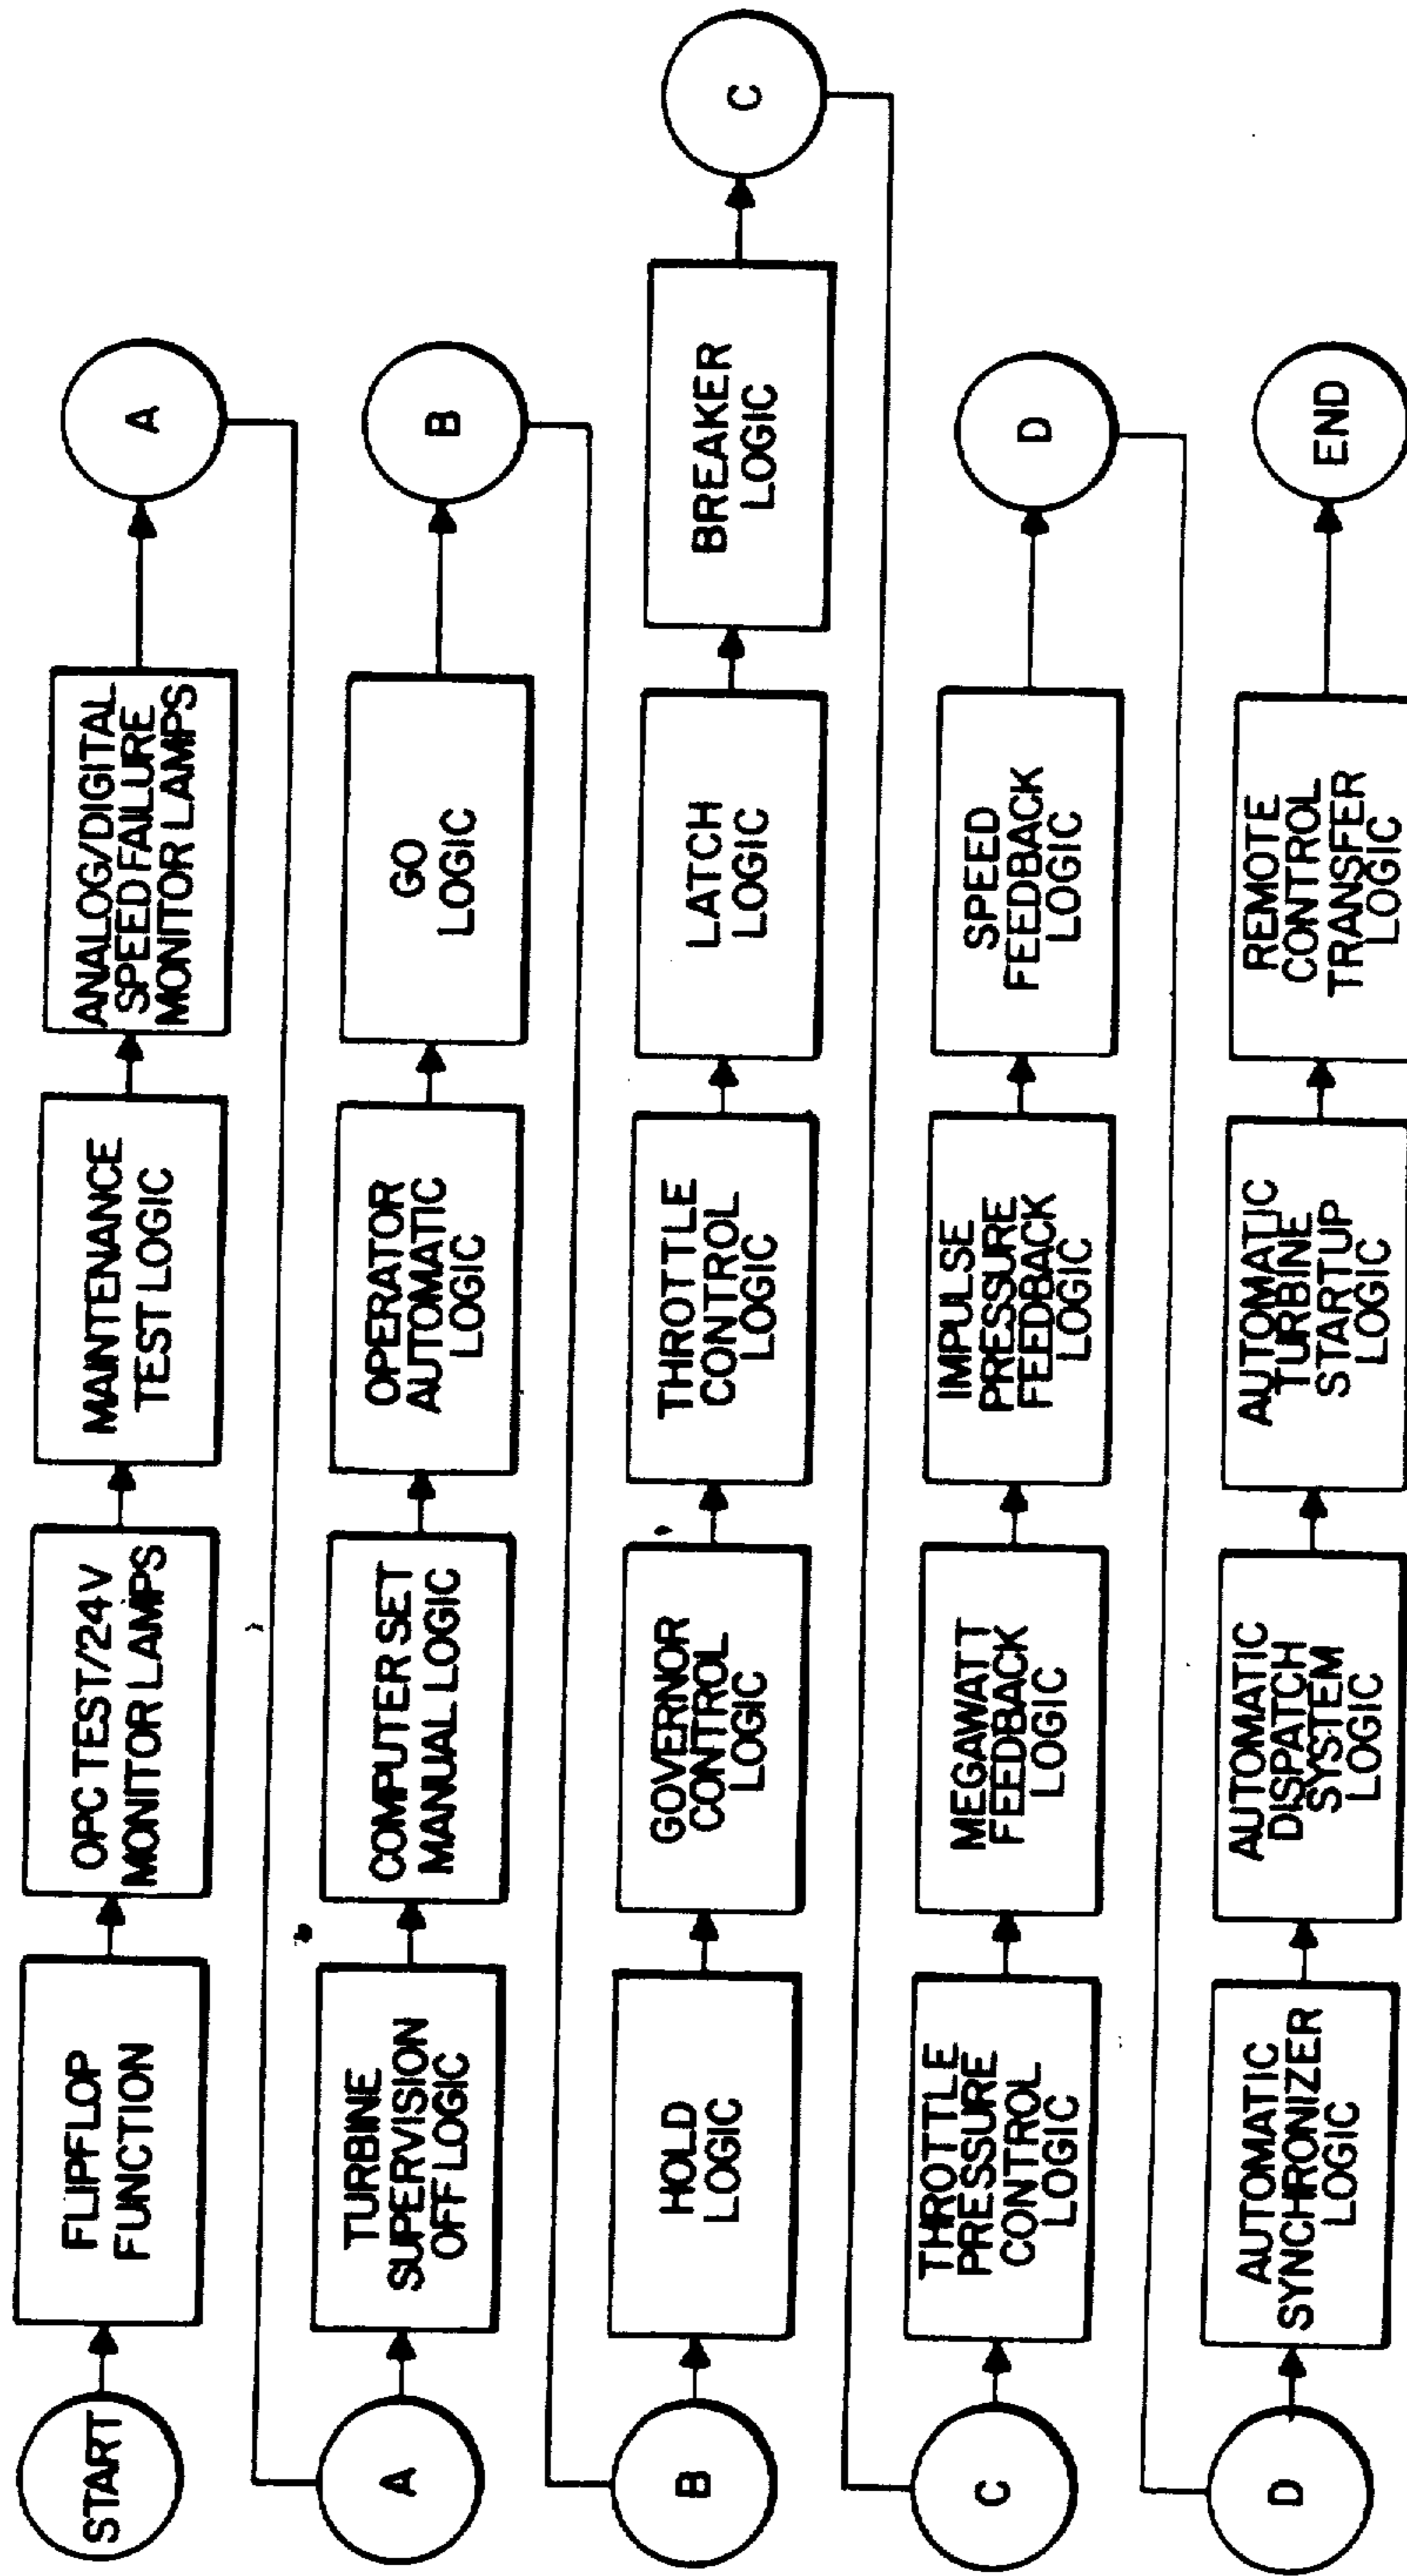 START
FLIPFLOP
FUNCTION
OPC TEST/24V
MONITOR LAMPS
MAINTENANCE
TEST LOGIC
ANALOG/DIGITAL
SPEED FAILURE
MONITOR LAMPS
A
A
TURBINE
SUPERVISION
OFF LOGIC
COMPUTER SET
MANUAL LOGIC
OPERATOR
AUTOMATIC
LOGIC
GO
LOGIC
B
B
HOLD
LOGIC
GOVERNOR
CONTROL
LOGIC
THROTTLE
CONTROL
LOGIC
LATCH
LOGIC
BREAKER
LOGIC
C
C
THROTTLE
PRESSURE
CONTROL
LOGIC
MEGAWATT
FEEDBACK
LOGIC
IMPULSE
PRESSURE
FEEDBACK
LOGIC
SPEED
FEEDBACK
LOGIC
D
D
AUTOMATIC
SYNCHRONIZER
LOGIC
AUTOMATIC
DISPATCH
SYSTEM
LOGIC
AUTOMATIC
TURBINE
STARTUP
LOGIC
REMOTE
CONTROL
TRANSFER
LOGIC
END